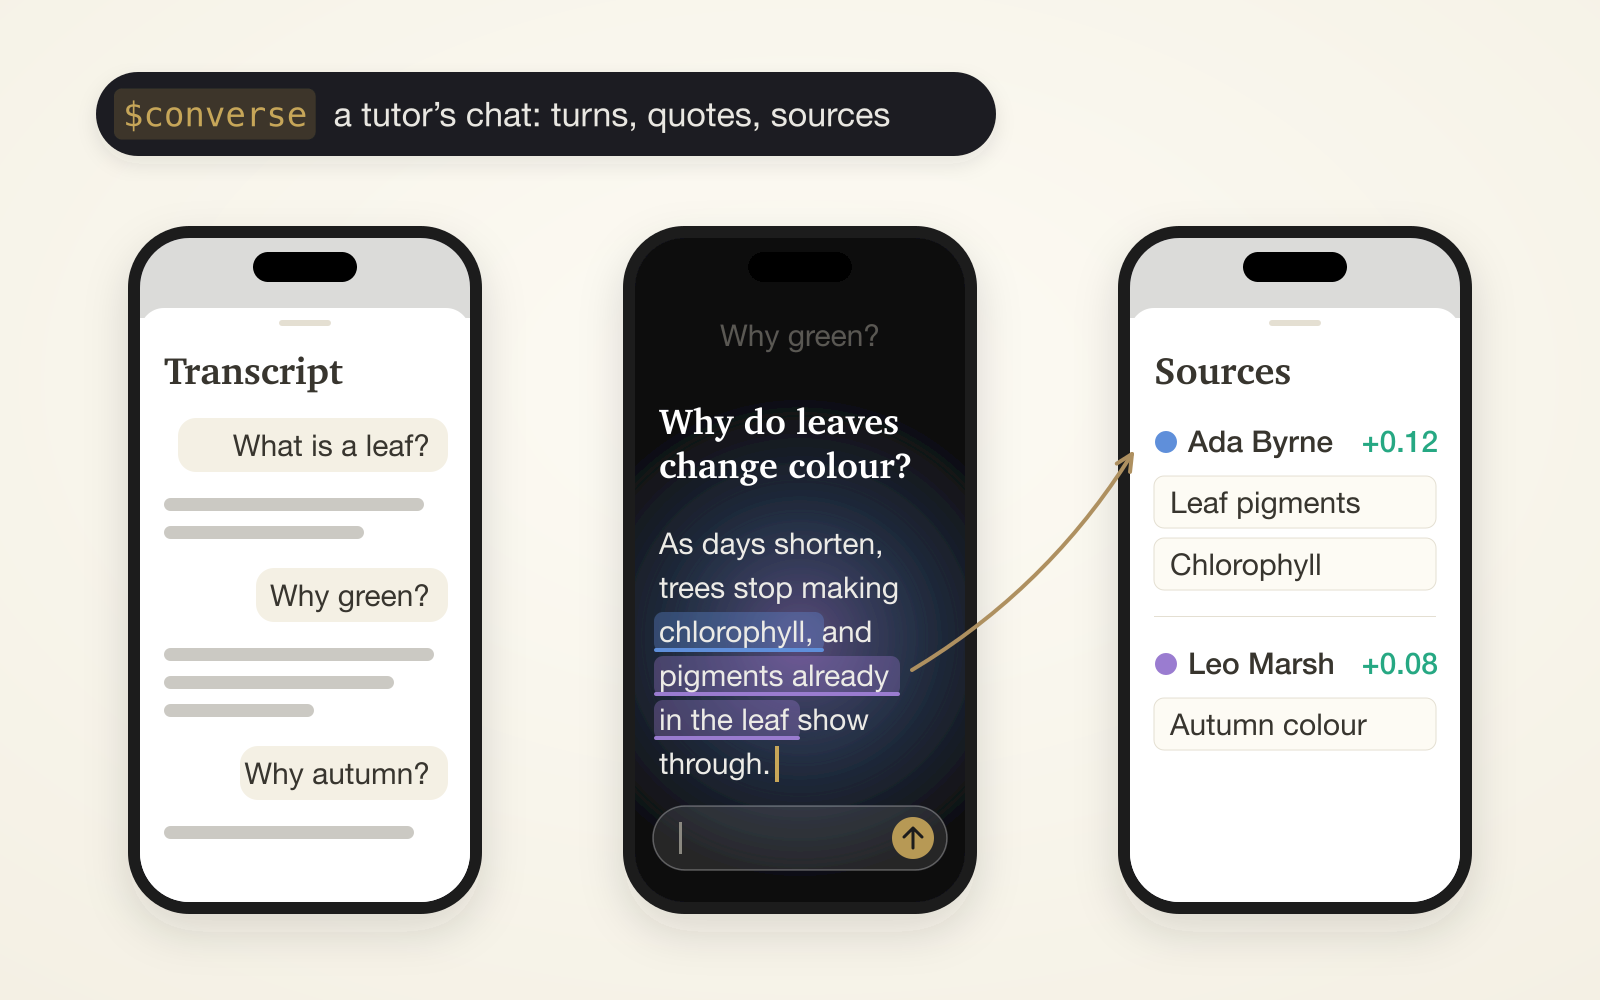 $converse a tutor’s chat: turns, quotes, sources
Transcript
What is a leaf?
Why green?
Why autumn?
Why green?
Why do leaves
change colour?
As days shorten,
trees stop making
chlorophyll, and
pigments already
in the leaf show
through.
Sources
Ada Byrne +0.12
Leaf pigments
Chlorophyll
Leo Marsh +0.08
Autumn colour